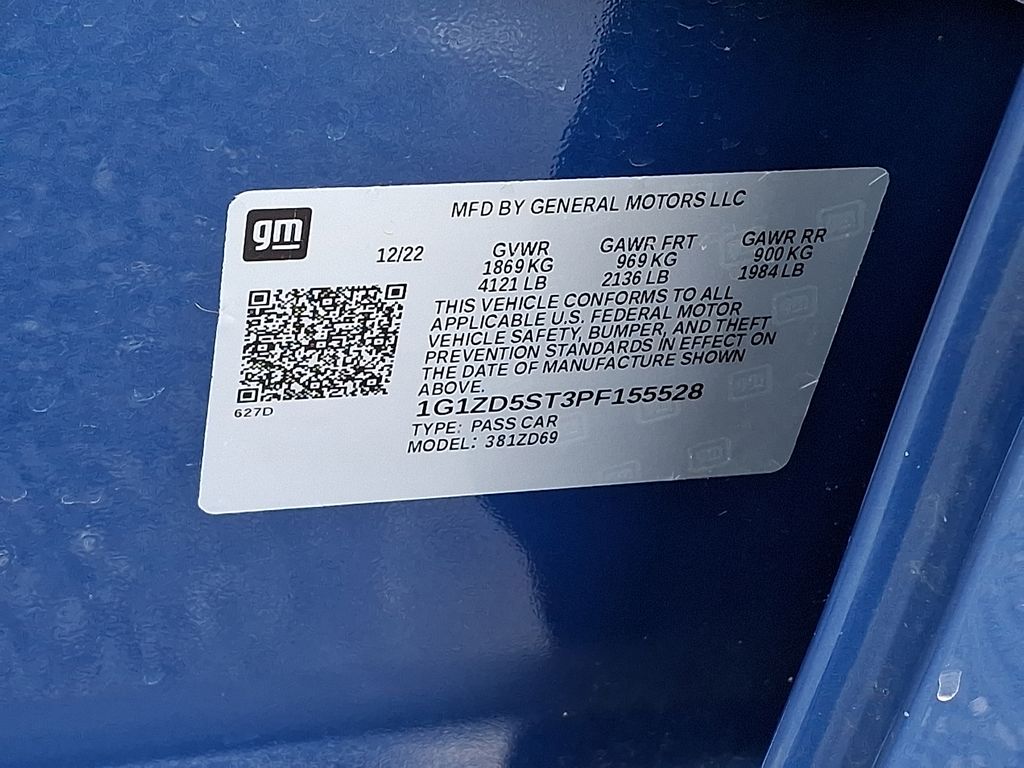 gm
MFD BY GENERAL MOTORS LLC
12/22
GVWR
1869 KG
4121 LB
GAWR FRT
969 KG
2136 LB
GAWR RR
900 KG
1984 LB
THIS VEHICLE CONFORMS TO ALL
APPLICABLE U.S. FEDERAL MOTOR
VEHICLE SAFETY, BUMPER, AND THEFT
PREVENTION STANDARDS IN EFFECT ON
THE DATE OF MANUFACTURE SHOWN
ABOVE.
627D
1G1ZD5ST3PF155528
TYPE: PASS CAR
MODEL: 381ZD69